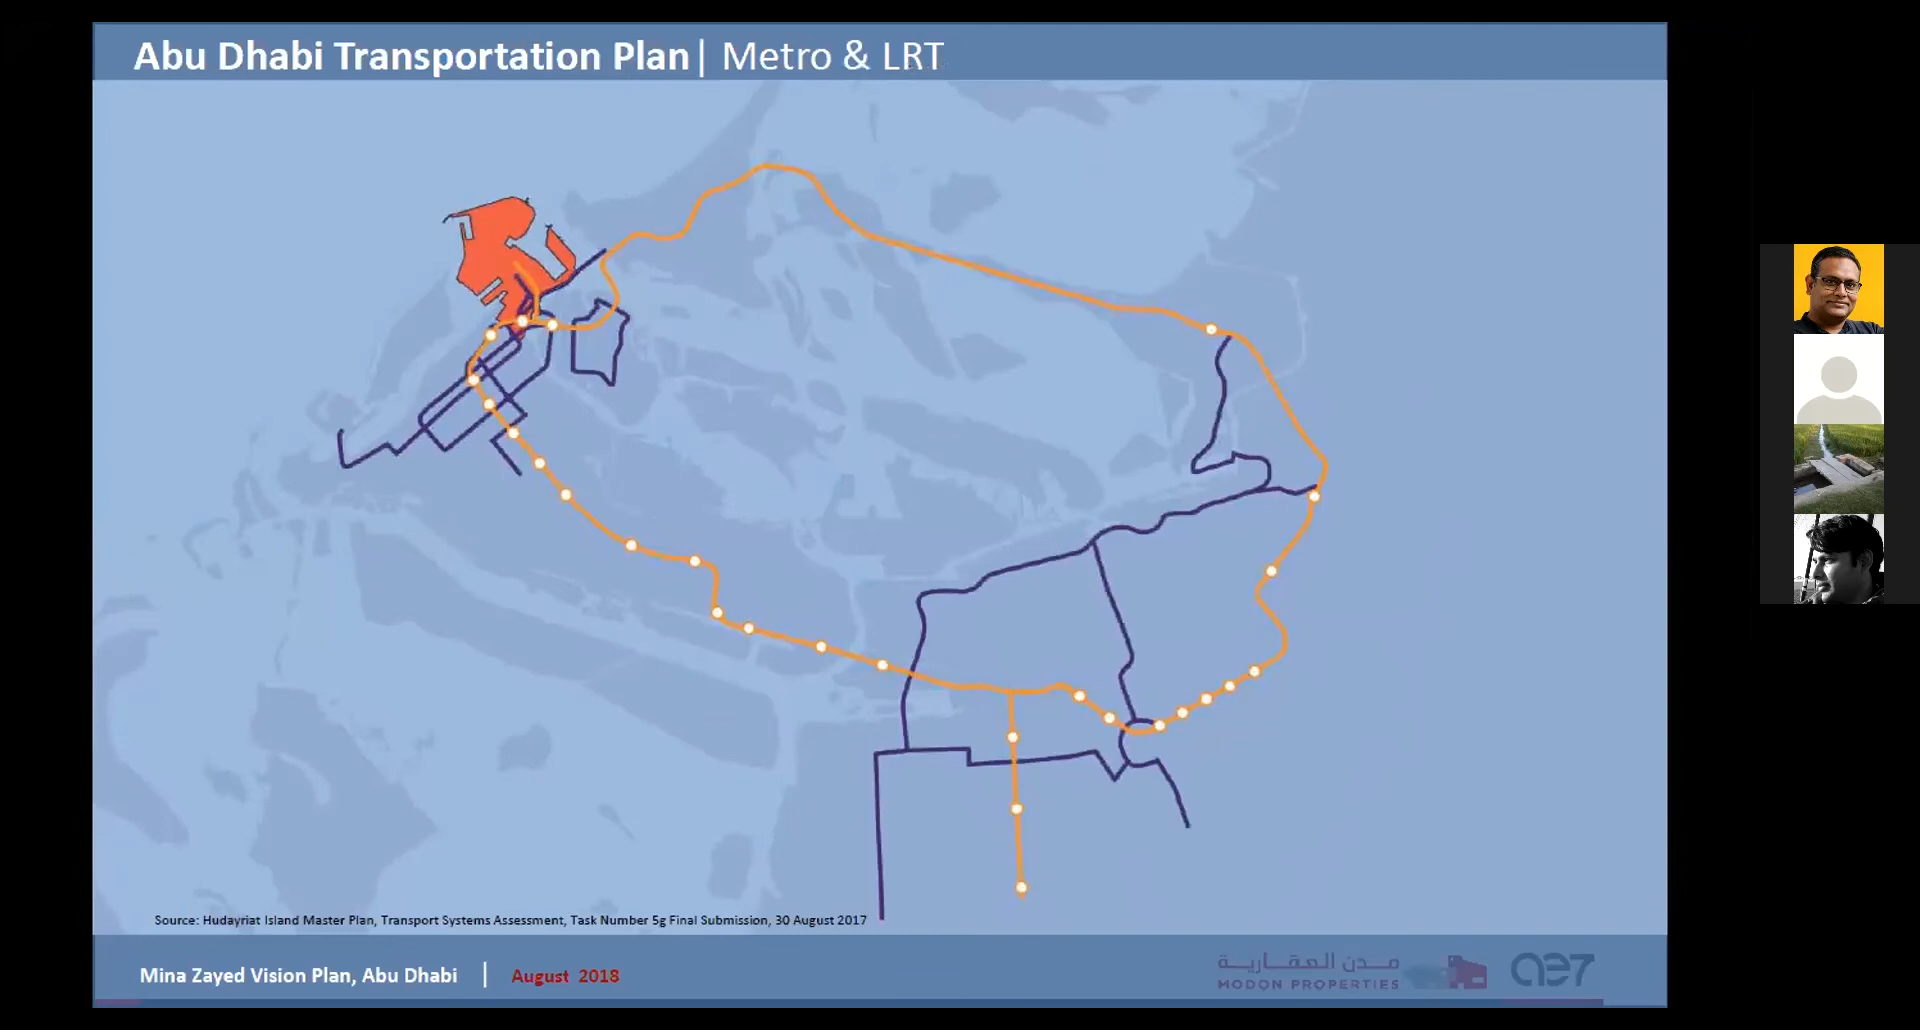 Abu Dhabi Transportation Plan| Metro & LRT
Source: Hudayriat Island Master Plan, Transport Systems Assessment, Task Number 5g Final Submission, 30 August 2017
Mina Zayed Vision Plan, Abu Dhabi | August 2018
مدن العقارية
MODON PROPERTIES
ae7